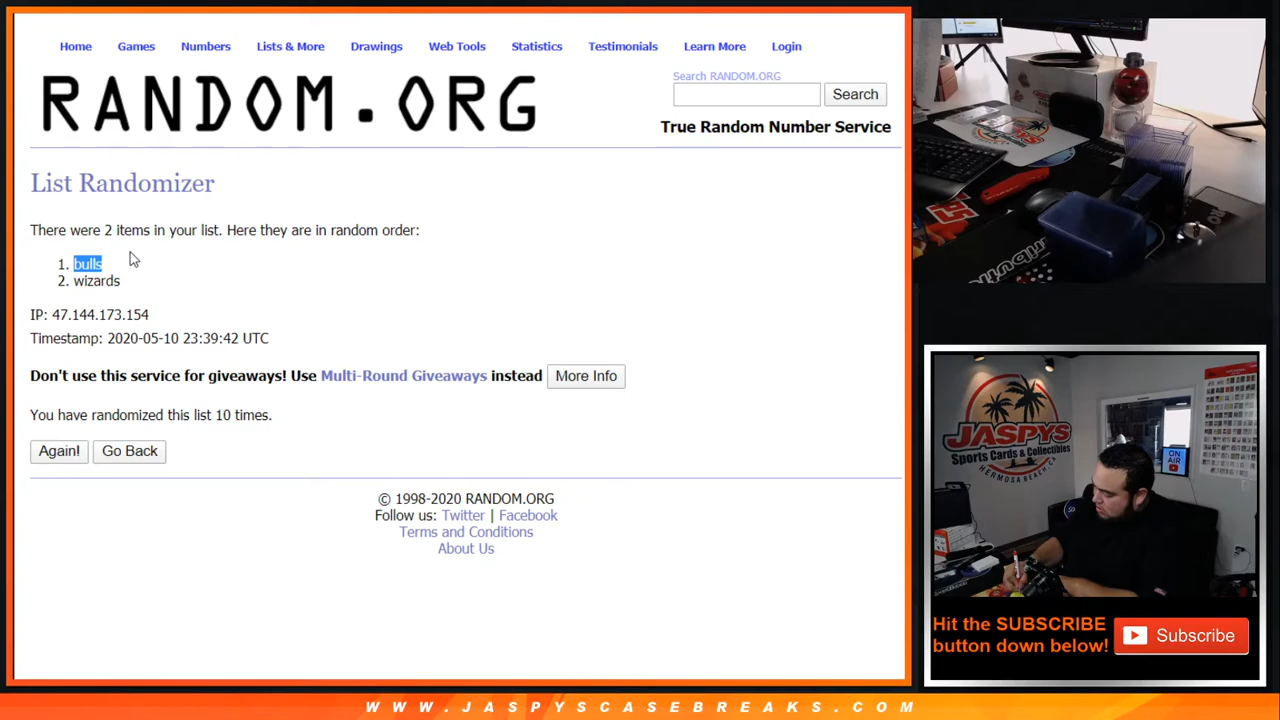 Home Games Numbers Lists & More Drawings Web Tools Statistics Testimonials Learn More Login
RANDOM.ORG
Search RANDOM.ORG
Search
True Random Number Service
List Randomizer
There were 2 items in your list. Here they are in random order:
1. bulls
2. wizards
IP: 47.144.173.154
Timestamp: 2020-05-10 23:39:42 UTC
Don't use this service for giveaways! Use Multi-Round Giveaways instead More Info
You have randomized this list 10 times.
Again! Go Back
© 1998-2020 RANDOM.ORG
Follow us: Twitter | Facebook
Terms and Conditions
About Us
JASPYS
Sports Cards & Collectibles
HERMOSA BEACH CA
ON
AIR
Hit the SUBSCRIBE
button down below!
Subscribe
WWW.JASPYSCASEBREAKS.COM